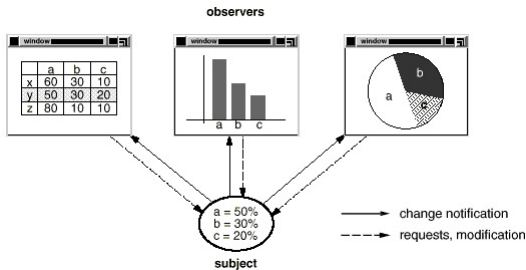 observers
window
window
window
a b c
x 60 30 10
y 50 30 20
z 80 10 10
a b c
a
b
c
a = 50%
b = 30%
c = 20%
subject
change notification
requests, modification